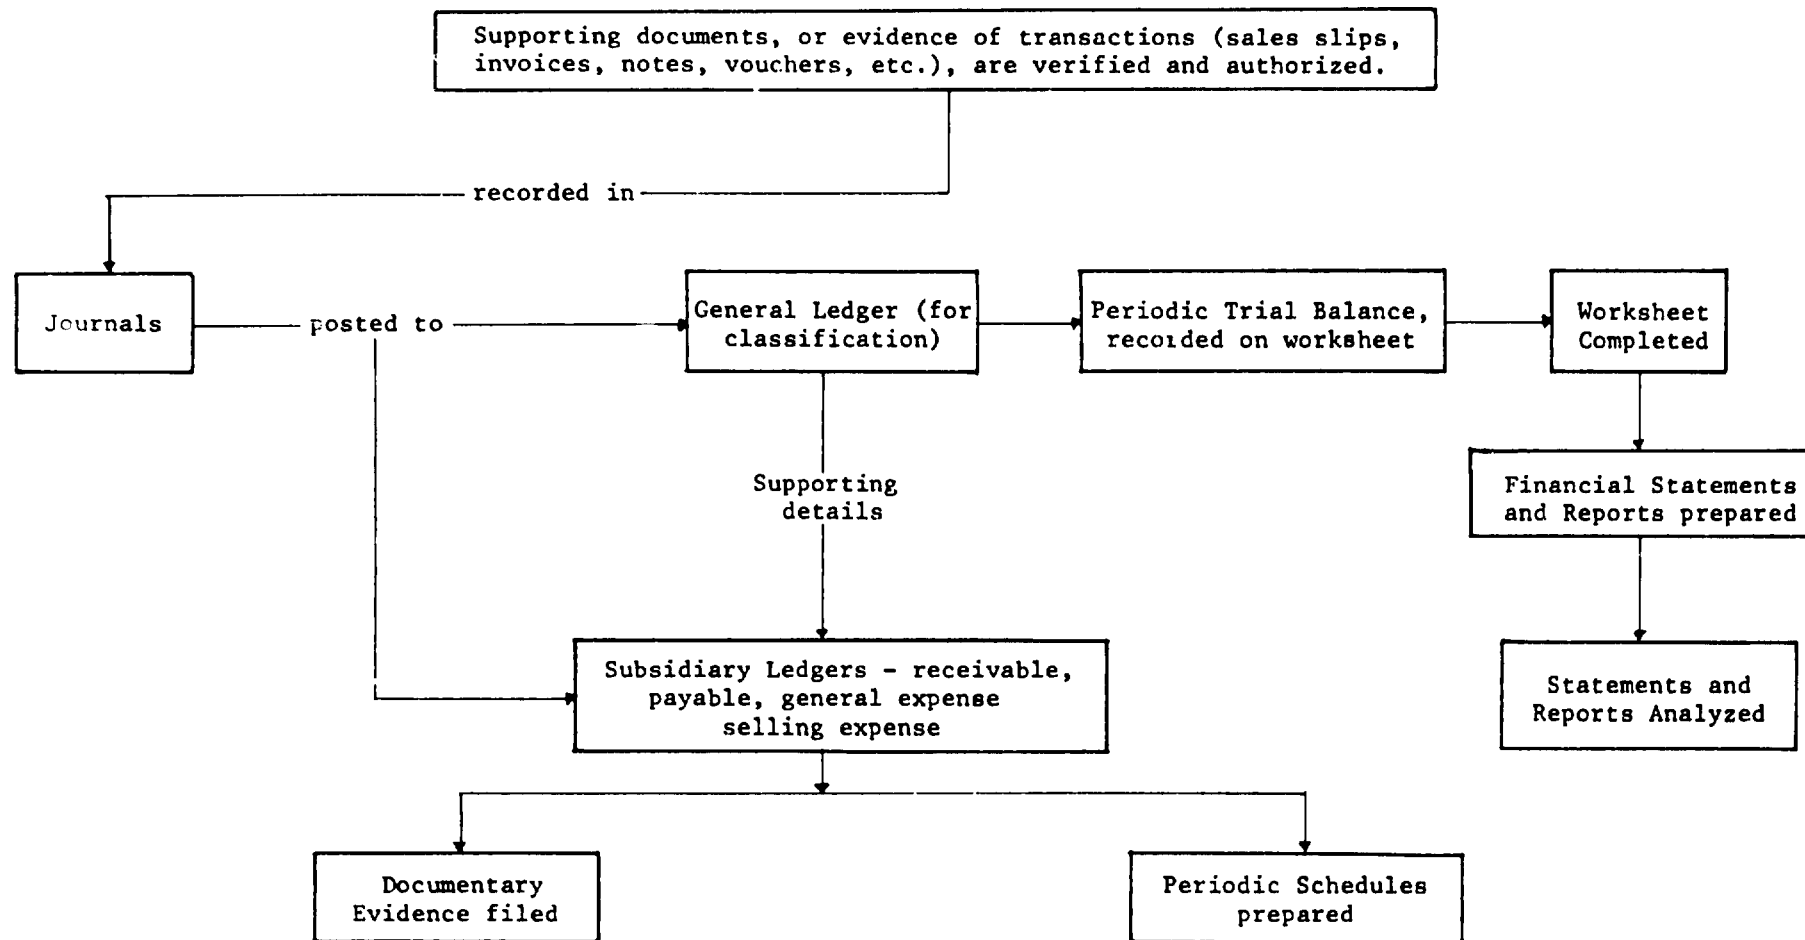 Supporting documents, or evidence of transactions (sales slips,
invoices, notes, vouchers, etc.), are verified and authorized.
recorded in
Journals
posted to
General Ledger (for
classification)
Periodic Trial Balance,
recorded on worksheet
Worksheet
Completed
Supporting
details
Financial Statements
and Reports prepared
Subsidiary Ledgers - receivable,
payable, general expense
selling expense
Statements and
Reports Analyzed
Documentary
Evidence filed
Periodic Schedules
prepared